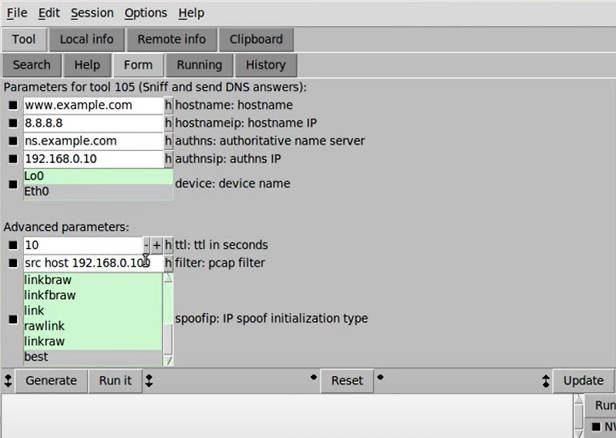 File Edit Session Options Help
Tool Local info Remote info Clipboard
Search Help Form Running History
Parameters for tool 105 (Sniff and send DNS answers):
www.example.com h hostname: hostname
8.8.8.8 h hostnameip: hostname IP
ns.example.com h authns: authoritative name server
192.168.0.10 h authnsip: authns IP
Lo0
Eth0
device: device name
Advanced parameters:
10 - + h ttl: ttl in seconds
src host 192.168.0.100 h filter: pcap filter
linkbraw
linkfbraw
link
rawlink
linkraw
best
spoofip: IP spoof initialization type
Generate Run it Reset Update